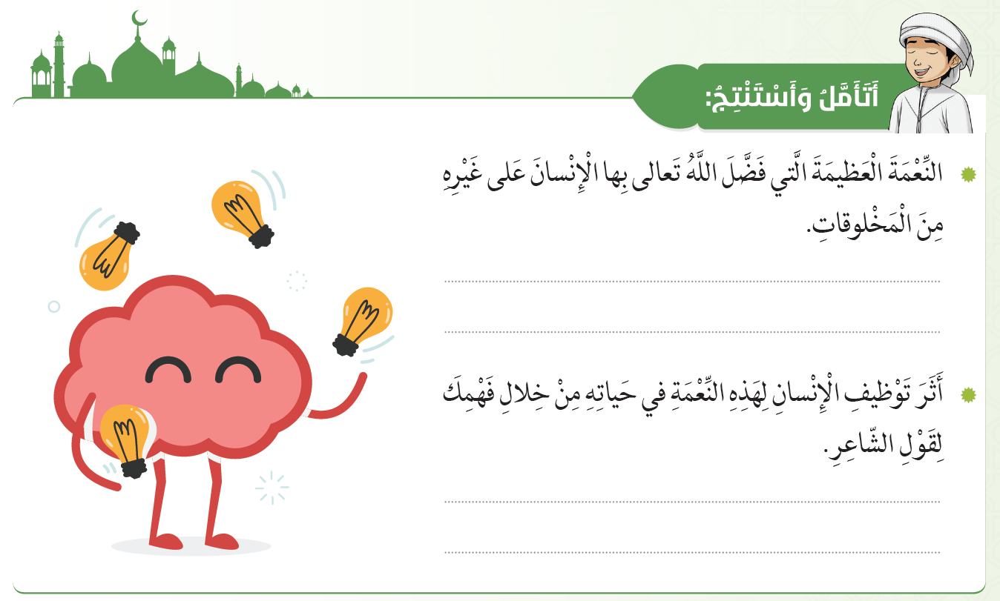 أَتَأَمَّلُ وَأَسْتَنْتِجُ:
النِّعْمَةَ الْعَظيمَةَ الَّتي فَضَّلَ اللَّهُ تَعالى بِها الْإِنْسانَ عَلى غَيْرِهِ
مِنَ الْمَخْلوقاتِ.
أَثَرَ تَوْظيفِ الْإِنْسانِ لِهَذِهِ النِّعْمَةِ في حَياتِهِ مِنْ خِلالِ فَهْمِكَ
لِقَوْلِ الشّاعِرِ.